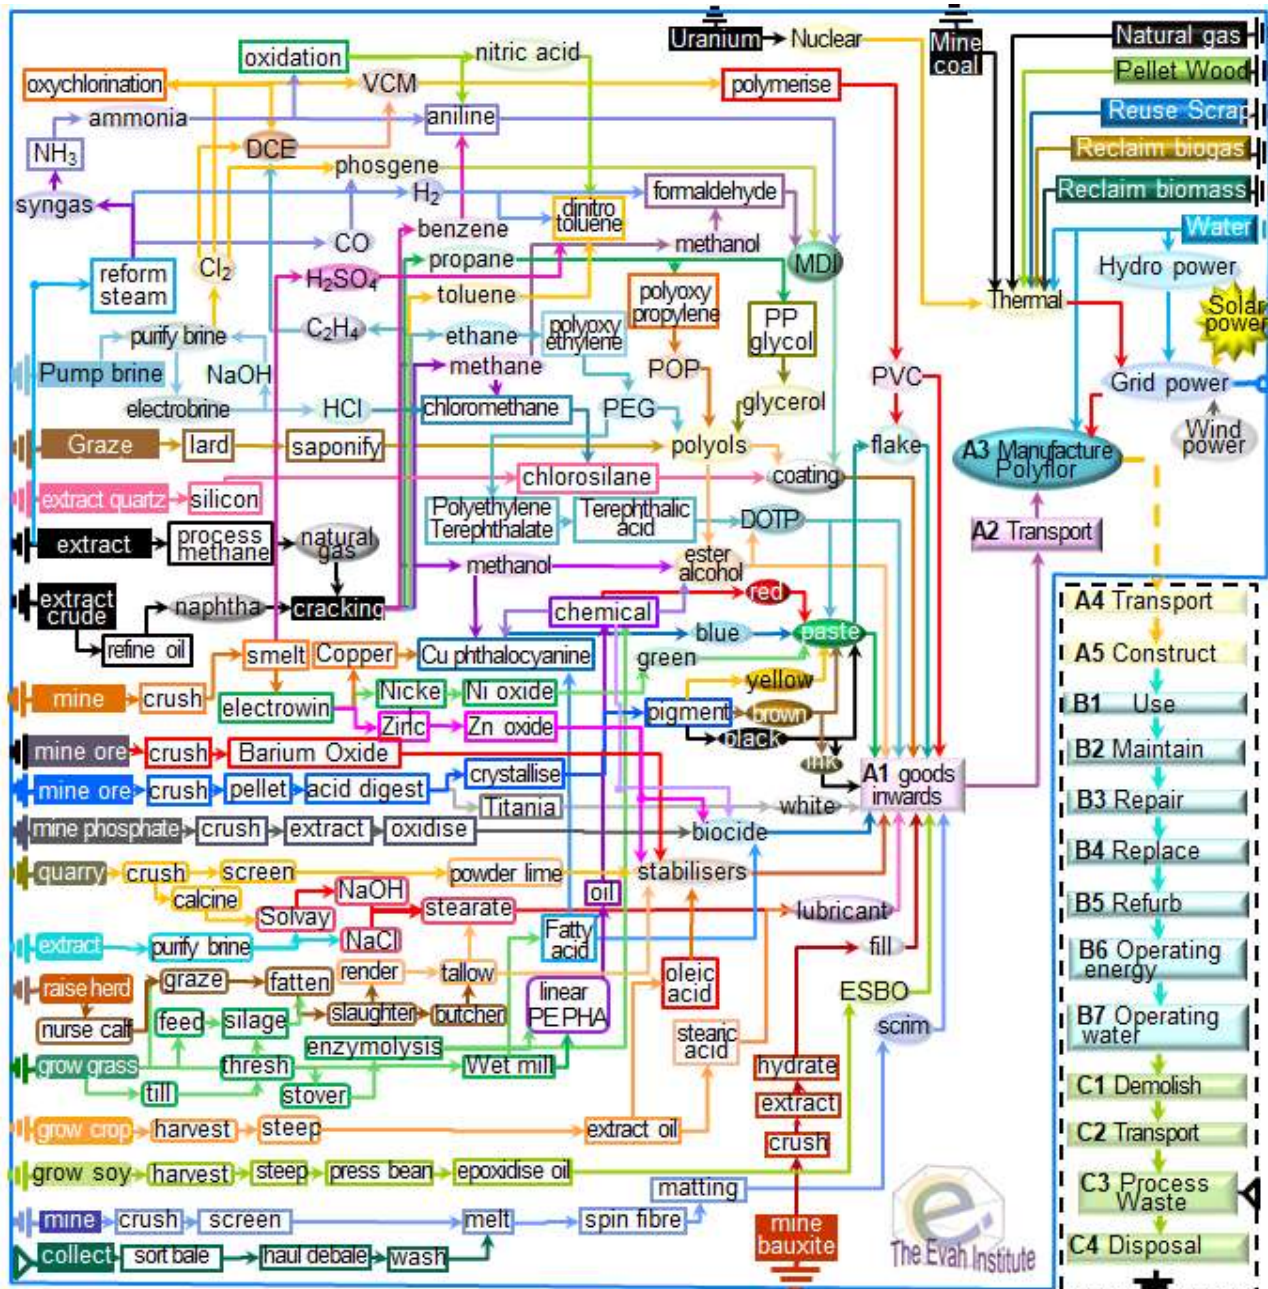 Uranium
Nuclear
Mine
coal
Natural gas
Pellet Wood
Reuse Scrap
Reclaim biogas
Reclaim biomass
Water
Hydro power
Thermal
Solar
power
Grid power
Wind
power
oxidation
nitric acid
oxychlorination
VCM
polymerise
ammonia
aniline
NH3
DCE
phosgene
syngas
H2
formaldehyde
dinitro
toluene
benzene
methanol
CO
reform
steam
Cl2
H2SO4
propane
MDI
toluene
polyoxy
propylene
PP
glycol
purify brine
C2H4
ethane
polyoxy
ethylene
Pump brine
NaOH
methane
POP
PVC
electrobrine
HCl
chloromethane
PEG
glycerol
Graze
lard
saponify
polyols
flake
A3 Manufacture
Polyflor
extract quartz
silicon
chlorosilane
coating
Polyethylene
Terephthalate
Terephthalic
acid
DOTP
A2 Transport
extract
process
methane
natural
gas
methanol
ester
alcohol
extract
crude
naphtha
cracking
chemical
red
refine oil
smelt
Copper
Cu phthalocyanine
blue
paste
green
mine
crush
electrowin
Nicke
Ni oxide
yellow
Zinc
Zn oxide
pigment
brown
black
mine ore
crush
Barium Oxide
ink
A1 goods
inwards
mine ore
crush
pellet
acid digest
crystallise
Titania
white
mine phosphate
crush
extract
oxidise
biocide
quarry
crush
screen
powder lime
stabilisers
calcine
NaOH
oil
Solvay
stearate
lubricant
extract
purify brine
NaCl
Fatty
acid
fill
raise herd
graze
fatten
render
tallow
oleic
acid
linear
PE PHA
ESBO
nurse calf
feed
silage
slaughter
butcher
scrim
enzymolysis
stearic
acid
grow grass
thresh
Wet mill
hydrate
till
stover
extract
grow crop
harvest
steep
extract oil
crush
grow soy
harvest
steep
press bean
epoxidise oil
matting
mine
crush
screen
melt
spin fibre
mine
bauxite
collect
sort bale
haul debale
wash
e.
The Evah Institute
A4 Transport
A5 Construct
B1 Use
B2 Maintain
B3 Repair
B4 Replace
B5 Refurb
B6 Operating
energy
B7 Operating
water
C1 Demolish
C2 Transport
C3 Process
Waste
C4 Disposal